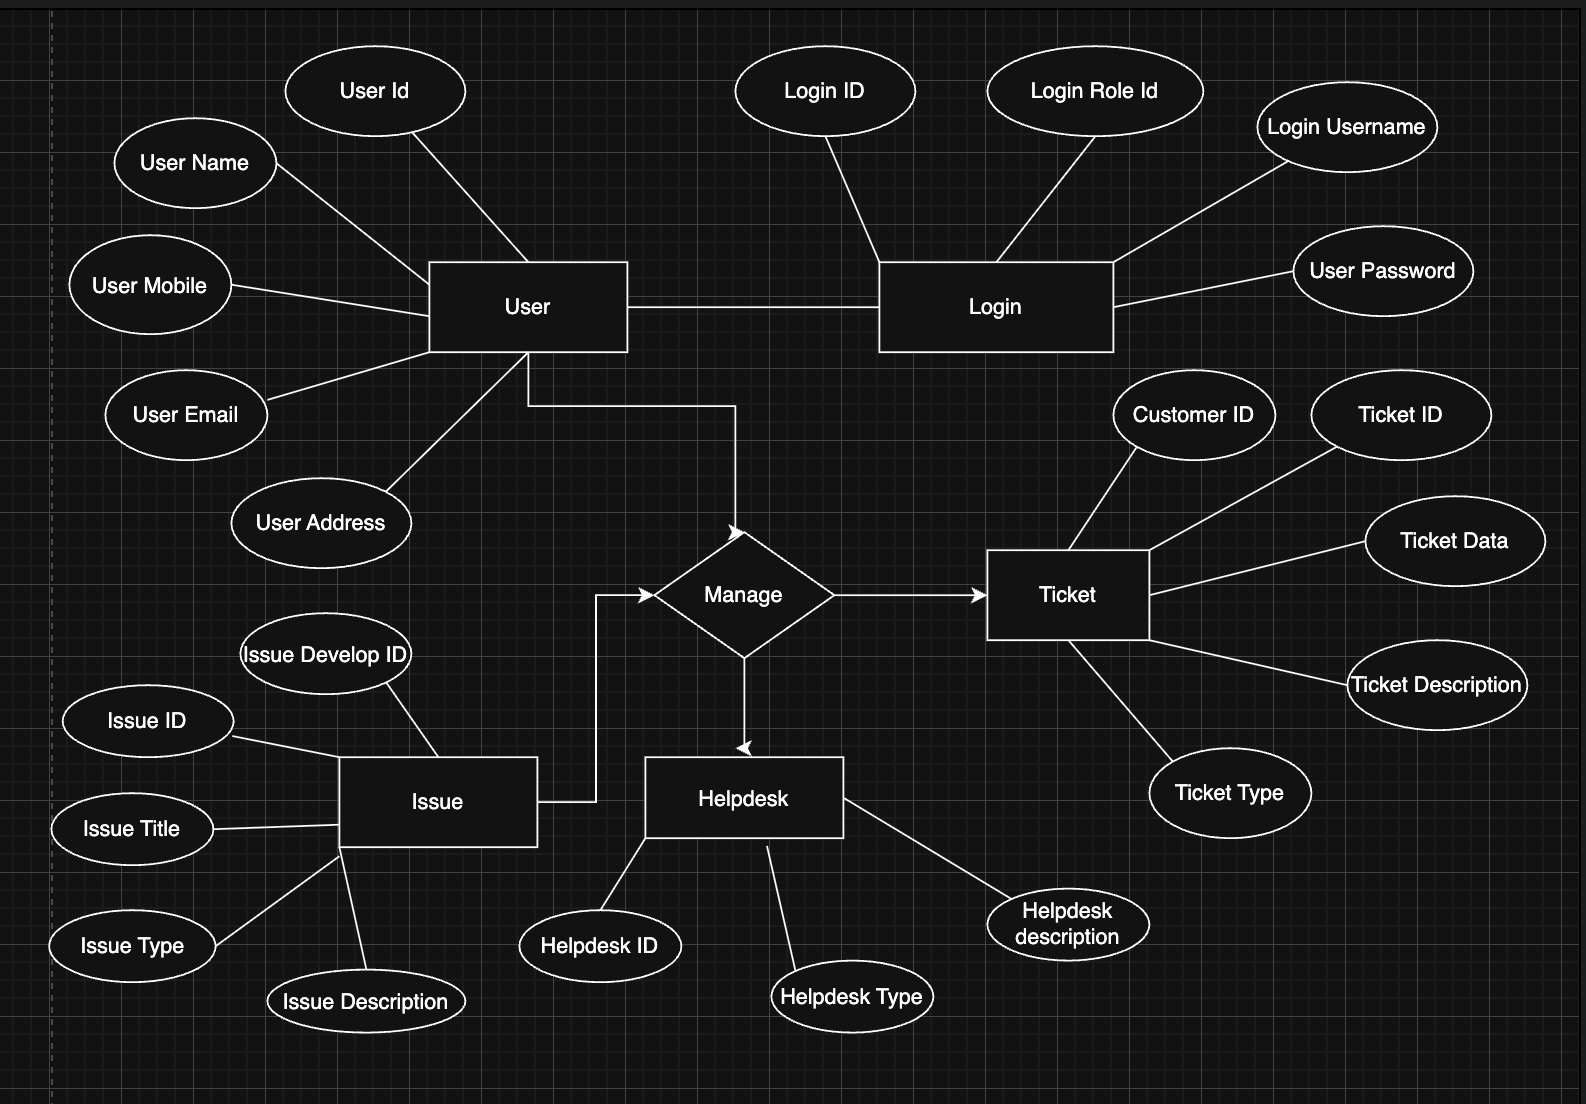 User Id
Login ID
Login Role Id
Login Username
User Name
User Mobile
User Password
User
Login
User Email
Customer ID
Ticket ID
User Address
Ticket Data
Manage
Ticket
Issue Develop ID
Ticket Description
Issue ID
Ticket Type
Issue
Helpdesk
Issue Title
Helpdesk
description
Issue Type
Helpdesk ID
Helpdesk Type
Issue Description